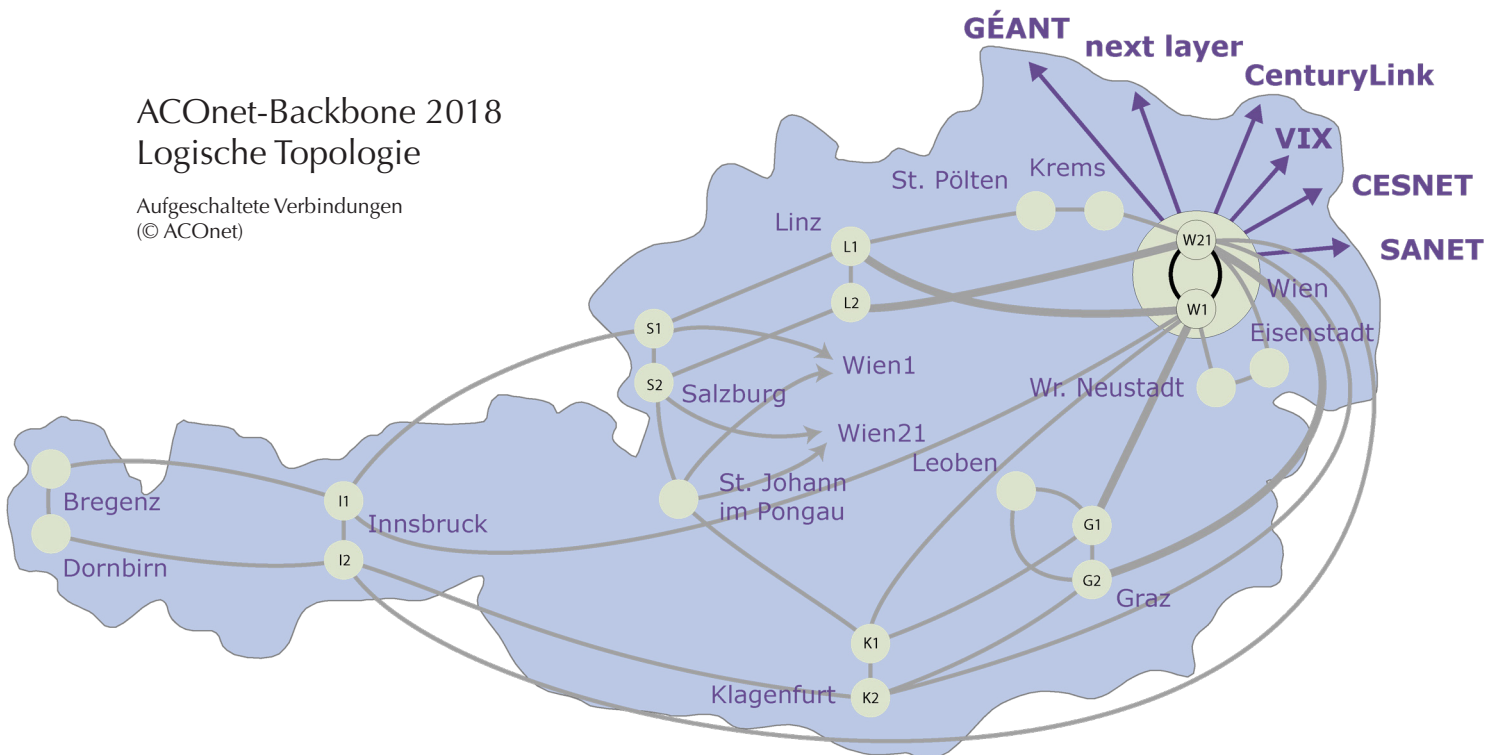 ACOnet-Backbone 2018
Logische Topologie
Aufgeschaltete Verbindungen
(© ACOnet)
GÉANT
next layer
CenturyLink
VIX
CESNET
SANET
St. Pölten
Krems
Linz
L1
L2
W21
W1
Wien
Eisenstadt
Wr. Neustadt
S1
S2
Salzburg
Wien1
Wien21
St. Johann
im Pongau
Leoben
Bregenz
Dornbirn
I1
I2
Innsbruck
G1
G2
Graz
K1
K2
Klagenfurt